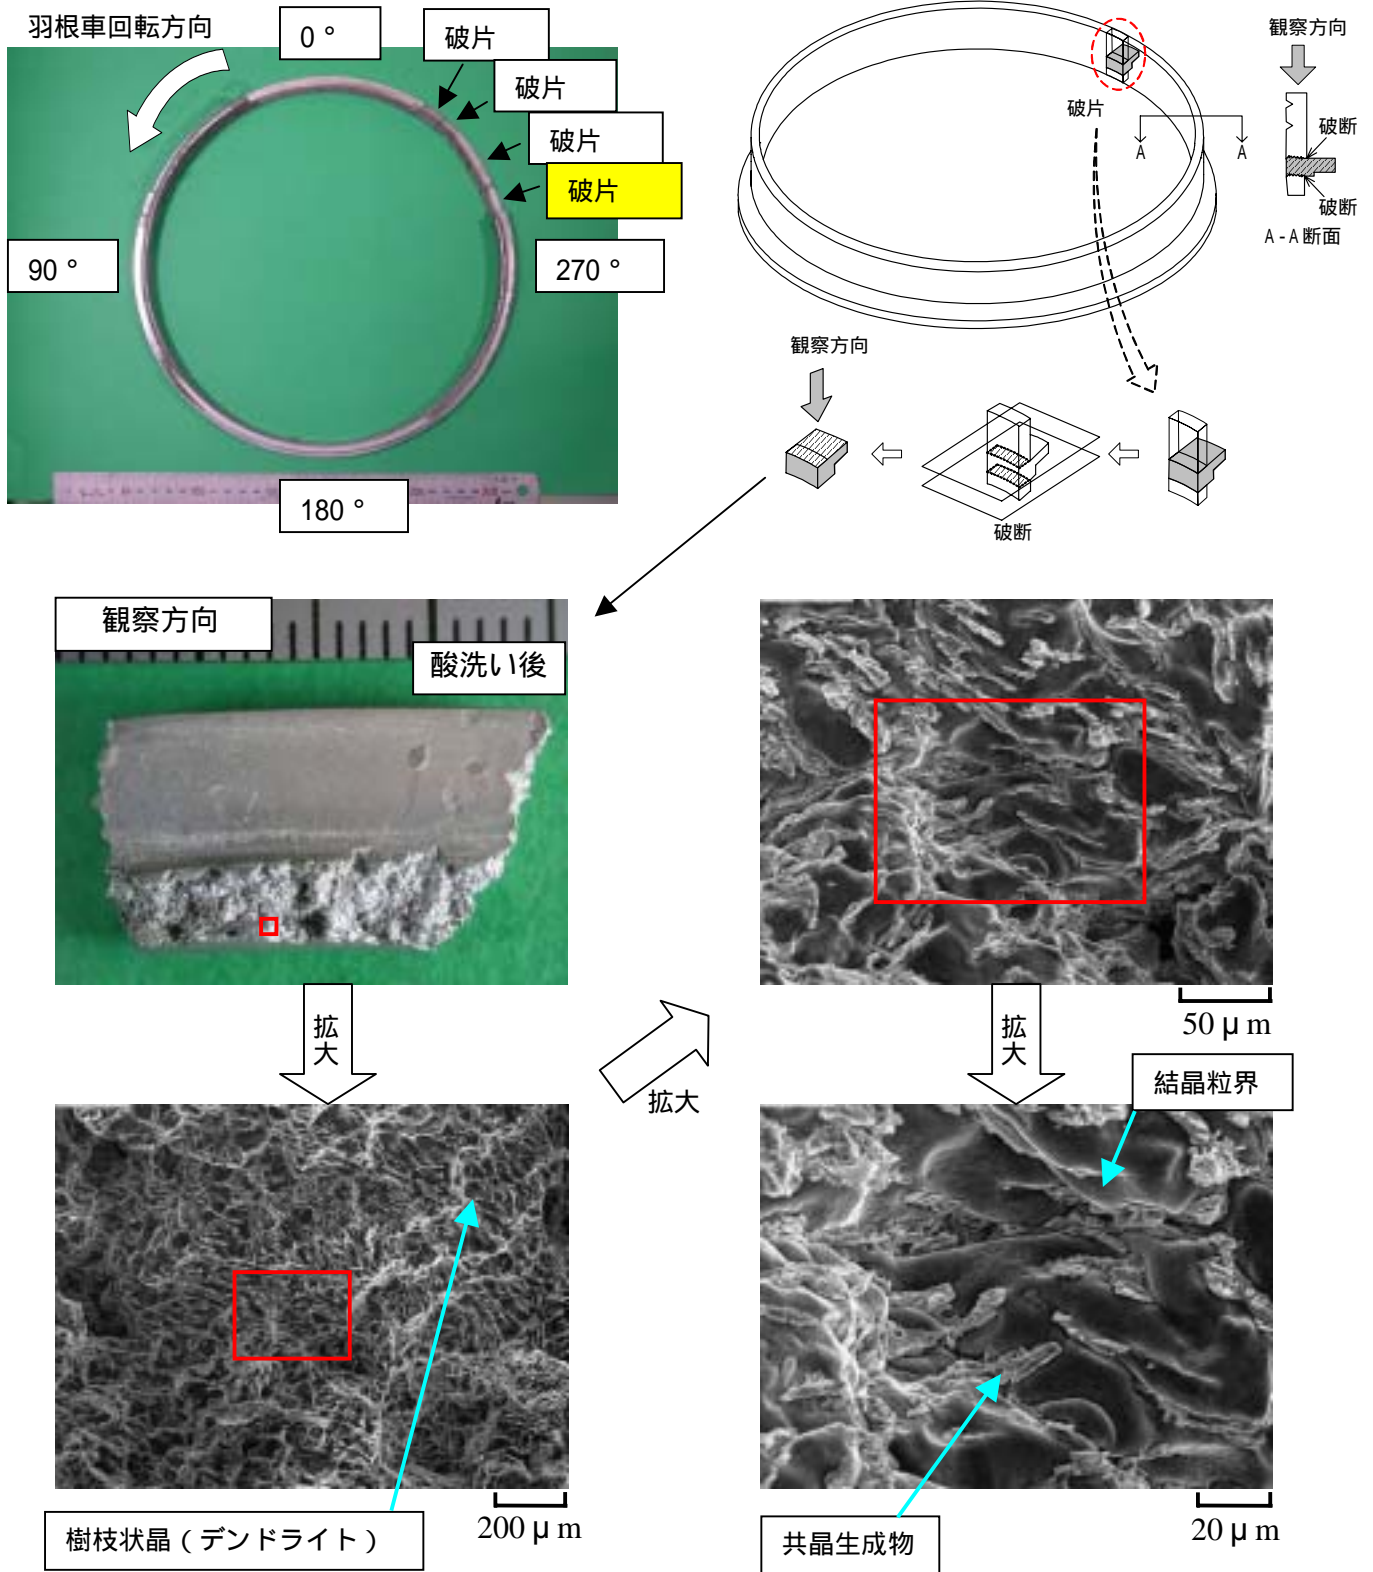 羽根車回転方向
0 °
破片
破片
破片
破片
90 °
270 °
180 °
破片
A
A
観察方向
破断
破断
A - A 断面
観察方向
破断
観察方向
酸洗い後
拡大
拡大
50 μ m
拡大
結晶粒界
樹枝状晶（デンドライト）
200 μ m
共晶生成物
20 μ m